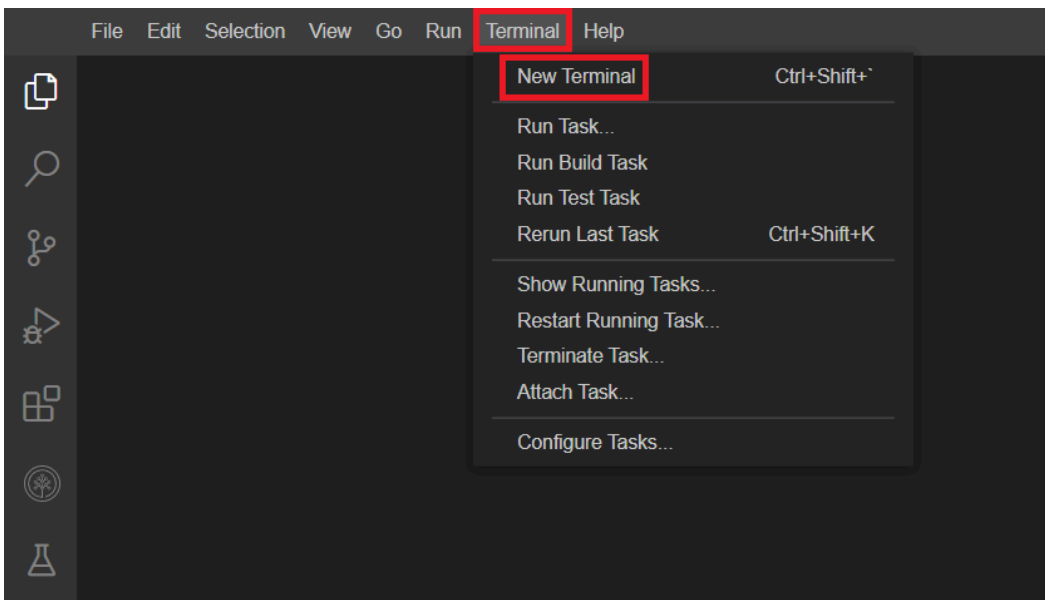 File Edit Selection View Go Run Terminal Help
New Terminal Ctrl+Shift+`
Run Task...
Run Build Task
Run Test Task
Rerun Last Task Ctrl+Shift+K
Show Running Tasks...
Restart Running Task...
Terminate Task...
Attach Task...
Configure Tasks...